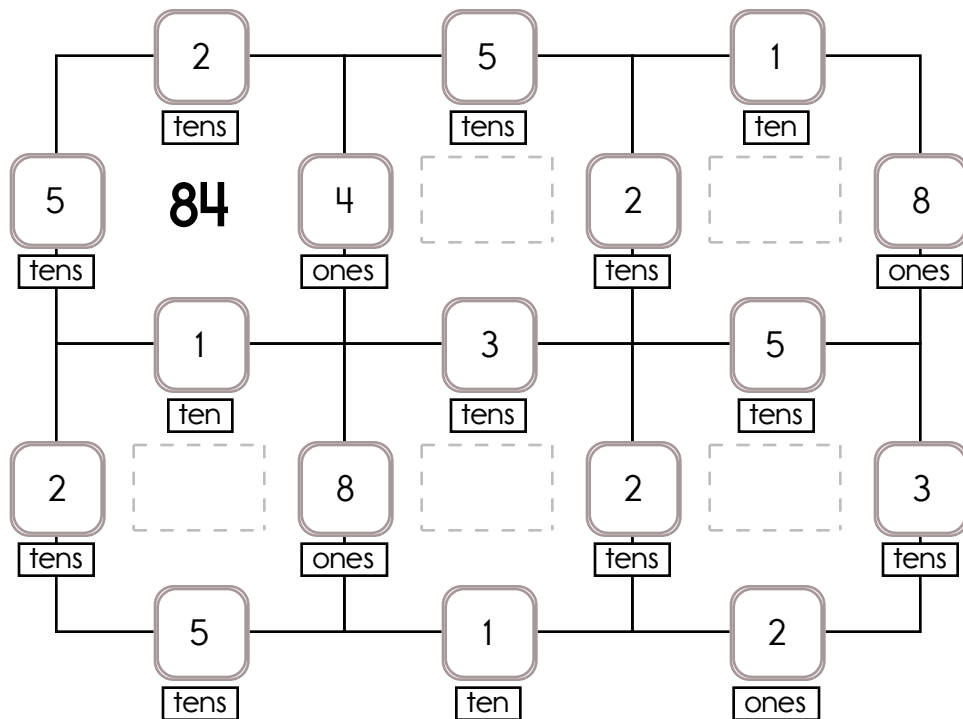 2 5 1
tens tens ten
5 84 4 2 8
tens ones tens ones
1 3 5
ten tens tens
2 8 2 3
tens ones tens tens
5 1 2
tens ten ones